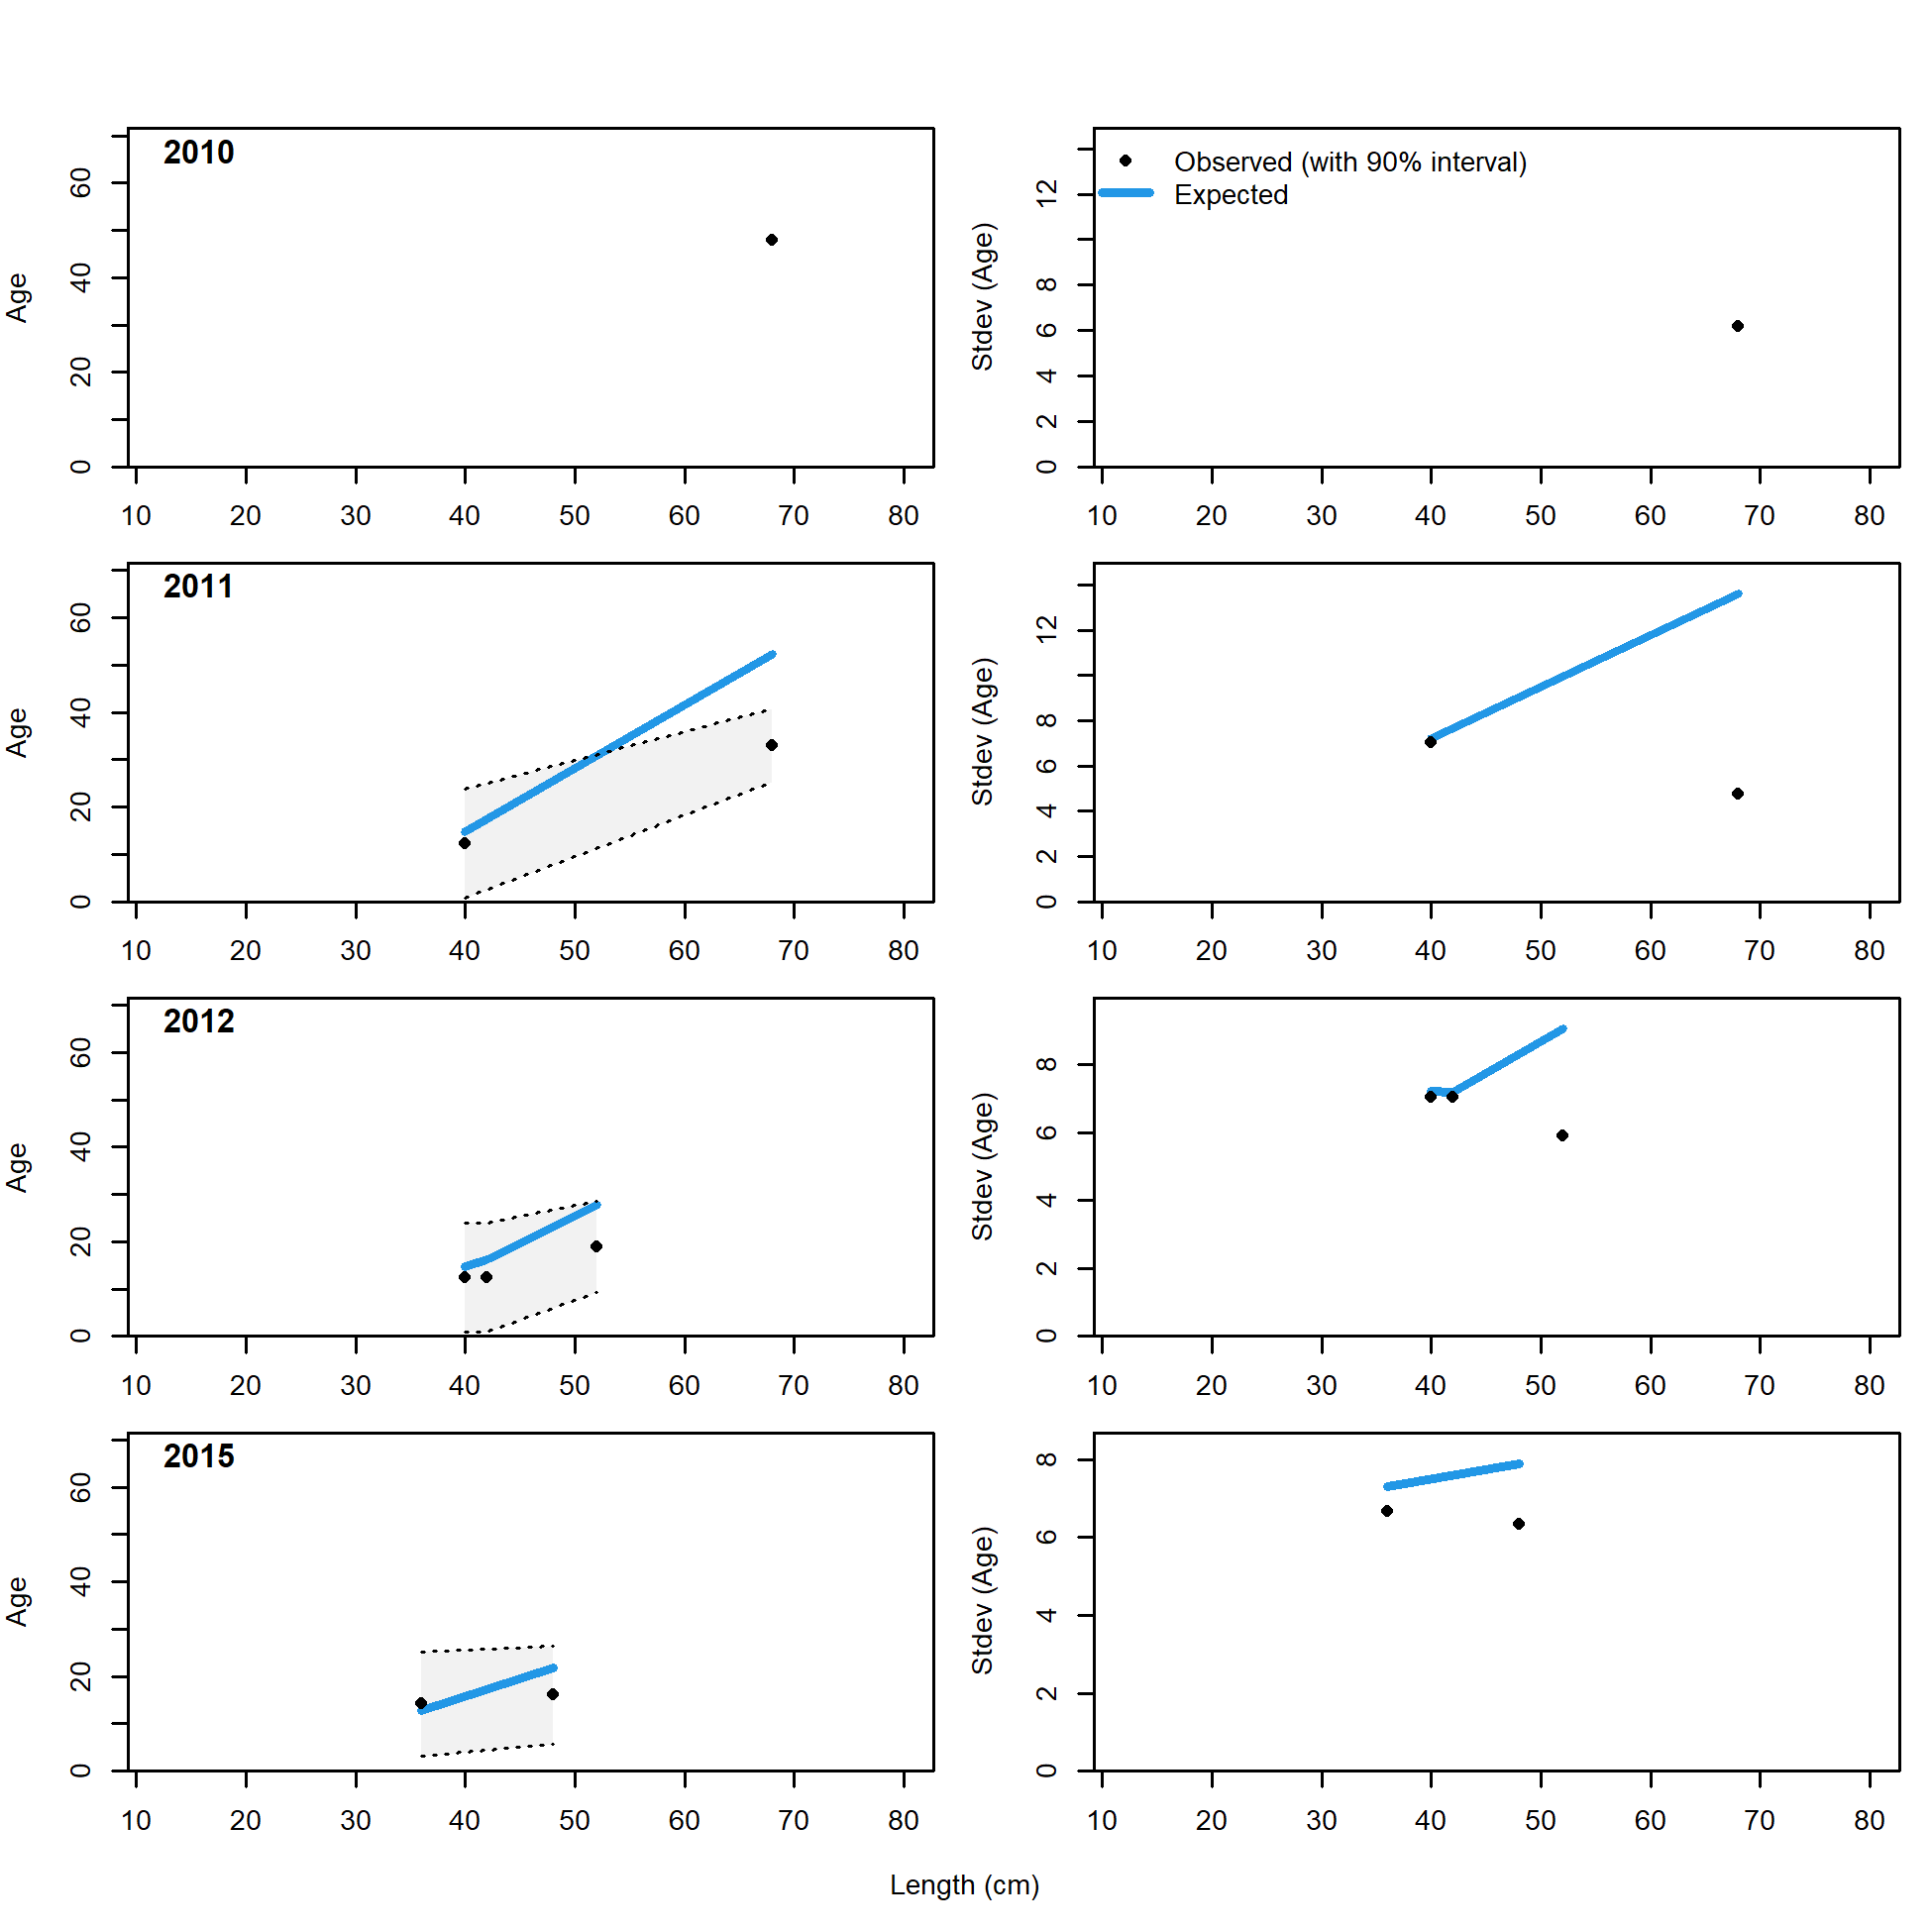 2010
Age
0 20 40 60
10 20 30 40 50 60 70 80
Observed (with 90% interval)
Expected
Stdev (Age)
0 2 4 6 8 12
10 20 30 40 50 60 70 80
2011
Age
0 20 40 60
10 20 30 40 50 60 70 80
Stdev (Age)
0 2 4 6 8 12
10 20 30 40 50 60 70 80
2012
Age
0 20 40 60
10 20 30 40 50 60 70 80
Stdev (Age)
0 2 4 6 8
10 20 30 40 50 60 70 80
2015
Age
0 20 40 60
10 20 30 40 50 60 70 80
Stdev (Age)
0 2 4 6 8
10 20 30 40 50 60 70 80
Length (cm)